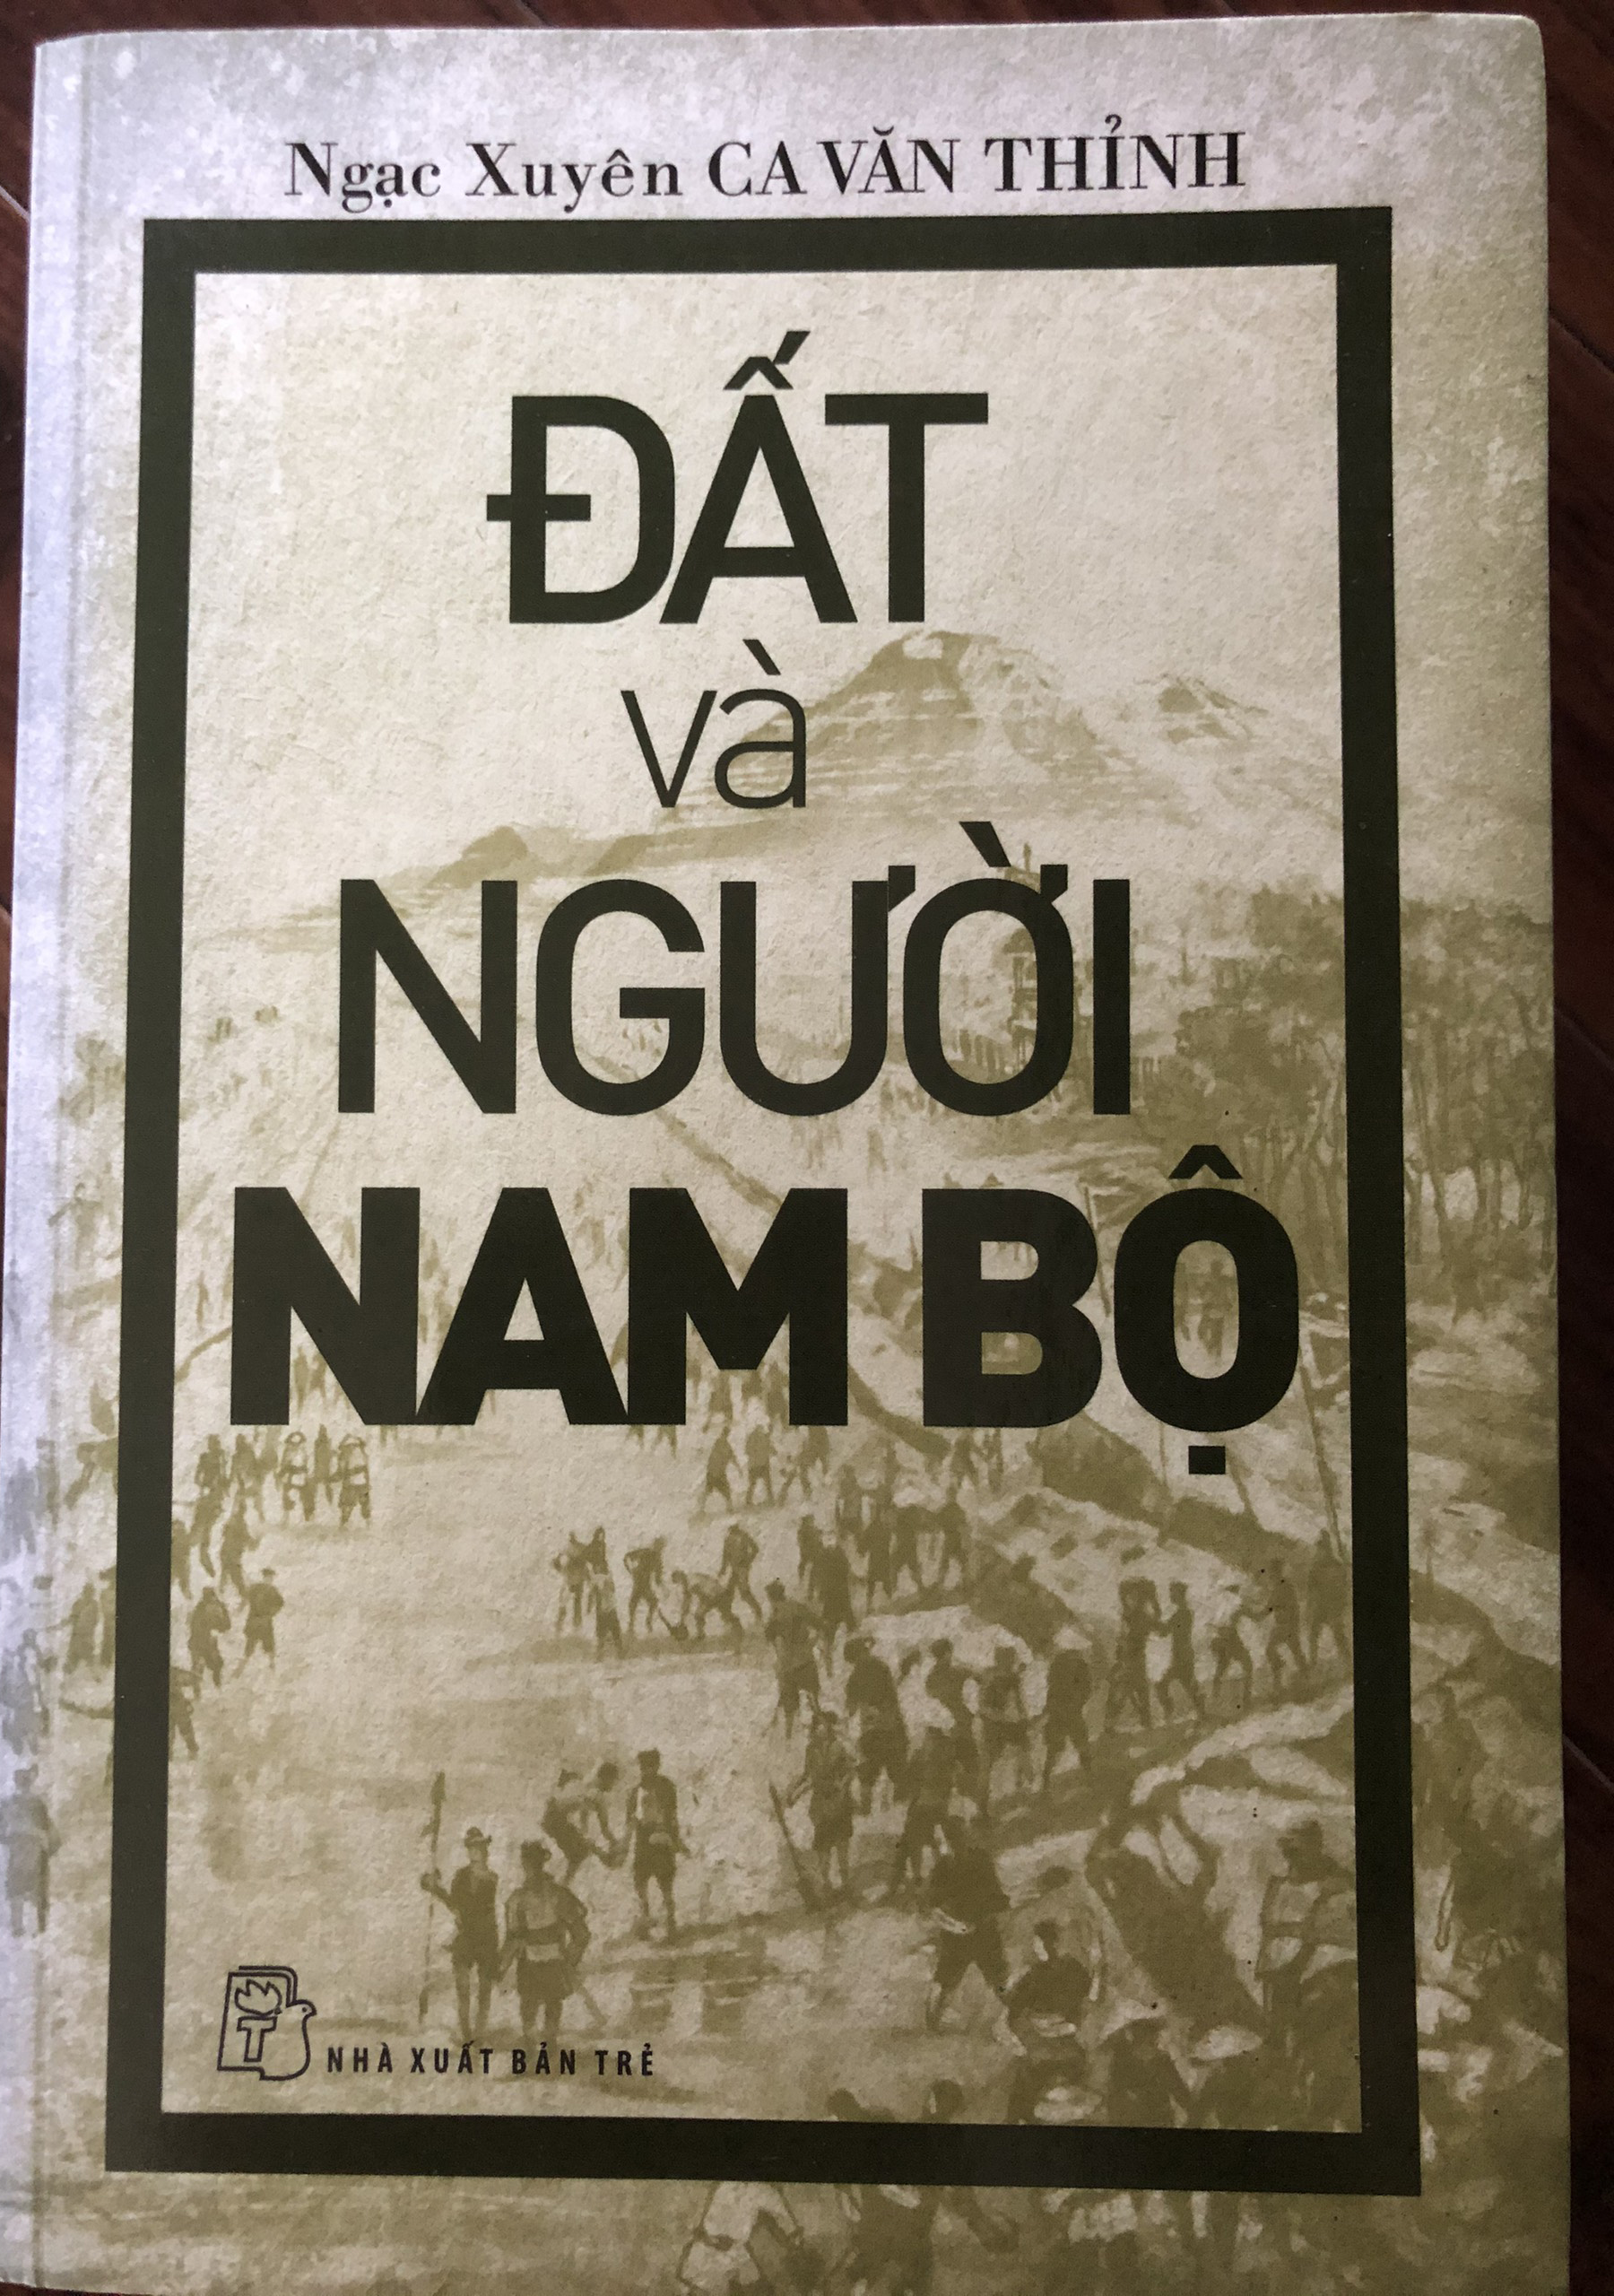 Ngạc Xuyên CA VĂN THỈNH
ĐẤT
và
NGƯỜI
NAM BỘ
T
NHÀ XUẤT BẢN TRẺ